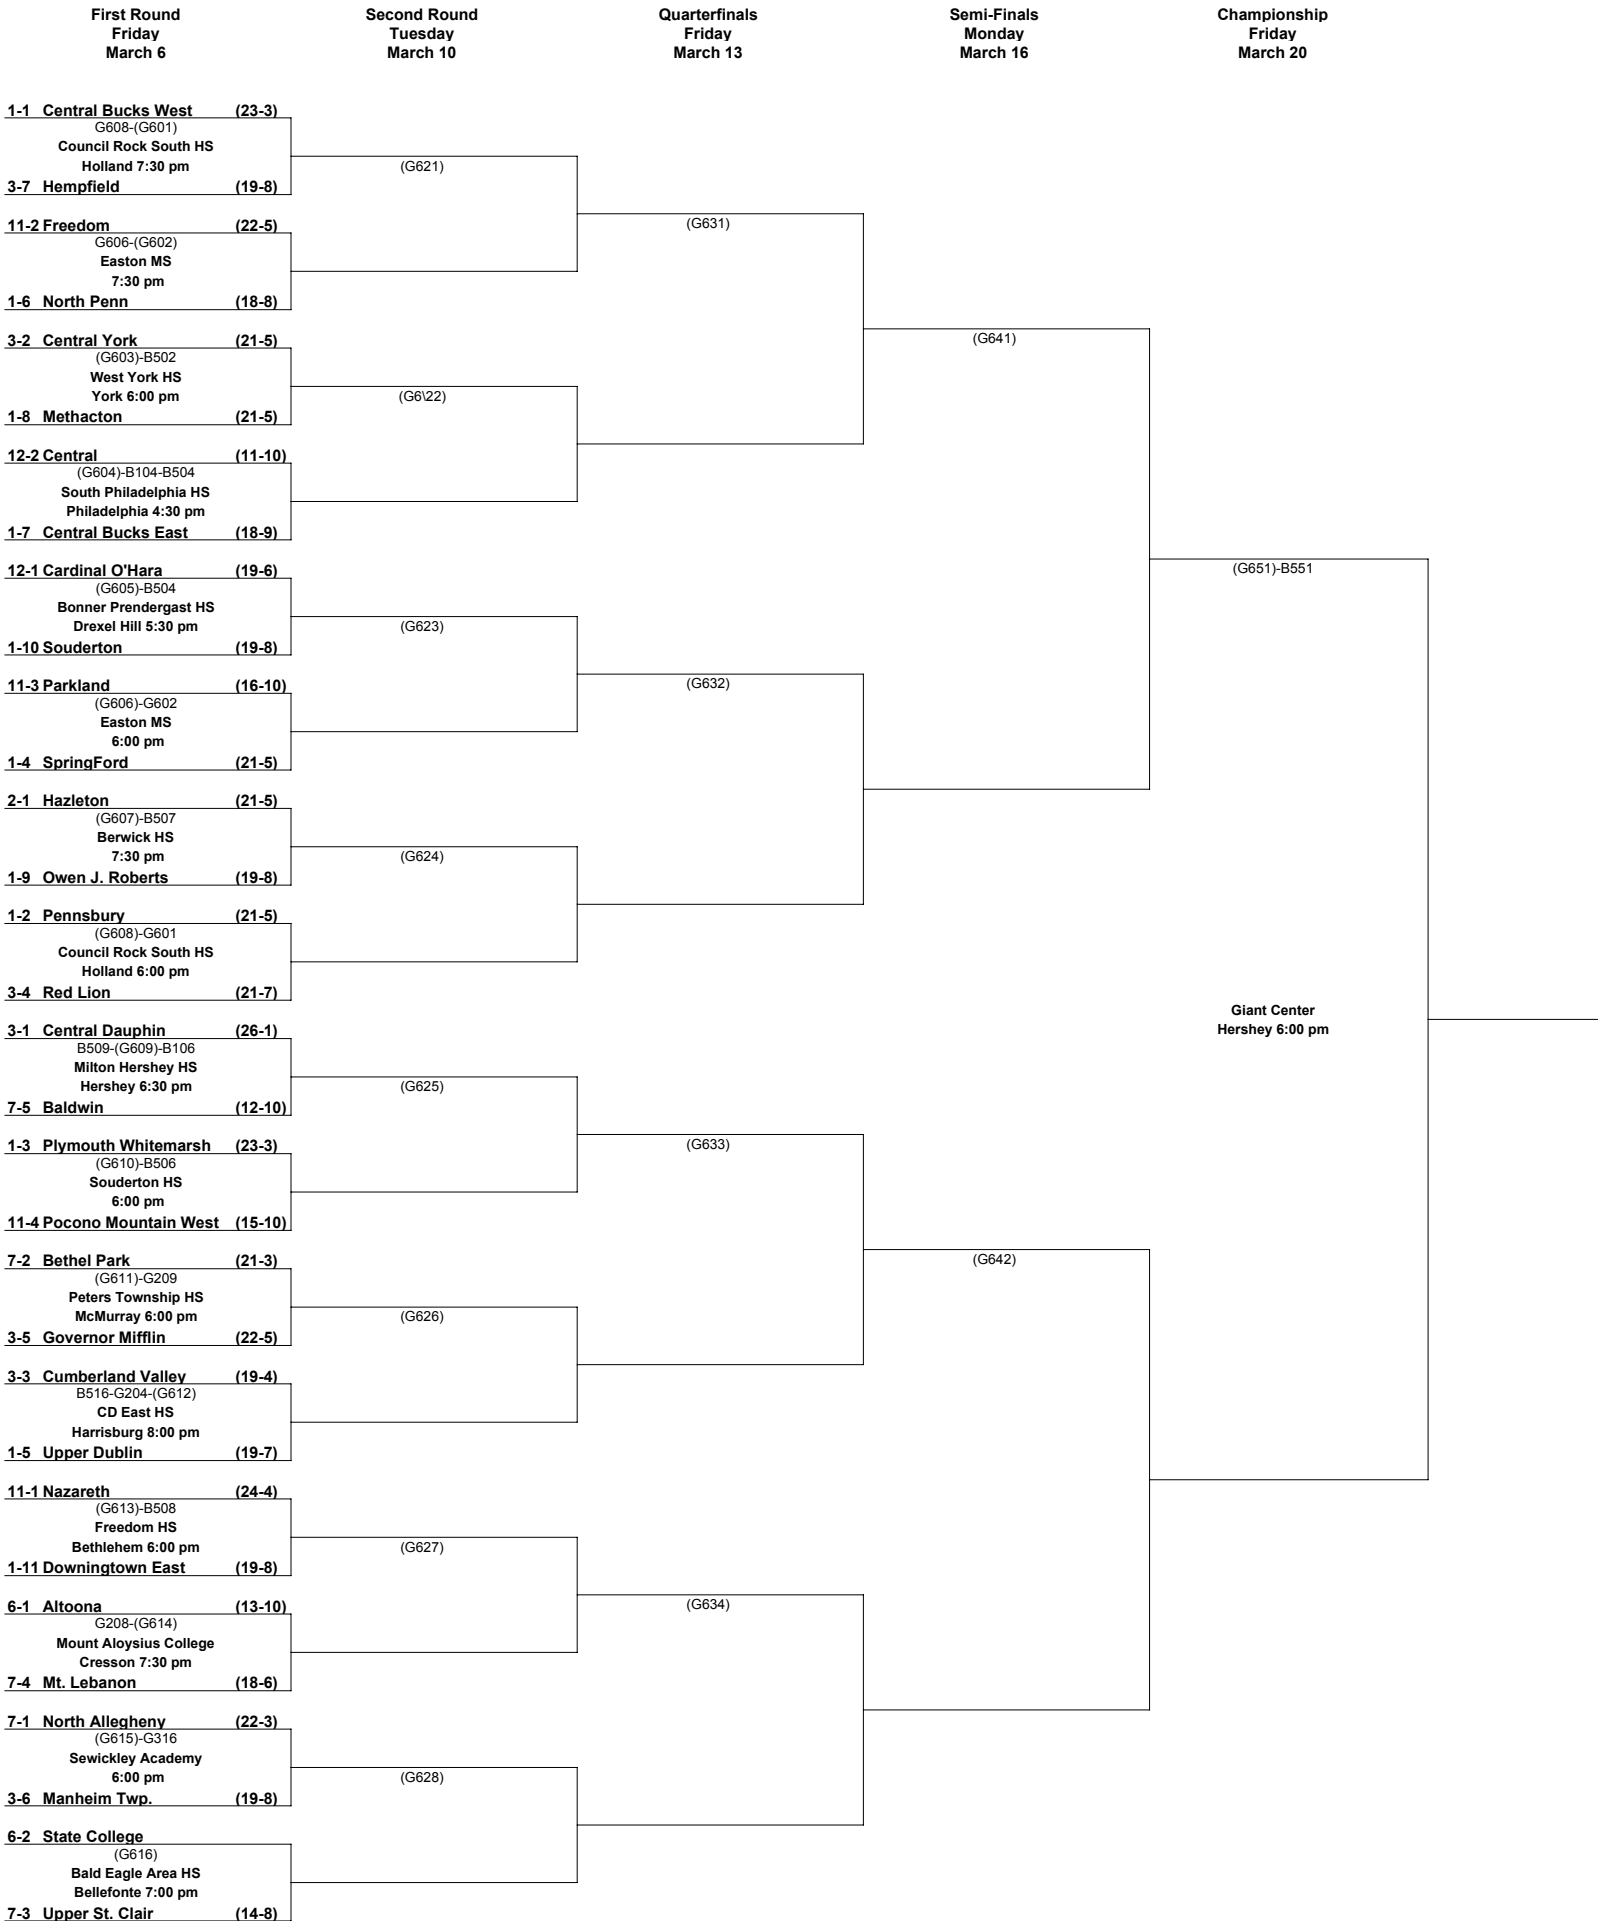 First Round
Friday
March 6
Second Round
Tuesday
March 10
Quarterfinals
Friday
March 13
Semi-Finals
Monday
March 16
Championship
Friday
March 20
1-1 Central Bucks West (23-3)
G608-(G601)
Council Rock South HS
Holland 7:30 pm
3-7 Hempfield (19-8)
(G621)
11-2 Freedom (22-5)
G606-(G602)
Easton MS
7:30 pm
1-6 North Penn (18-8)
(G631)
3-2 Central York (21-5)
(G603)-B502
West York HS
York 6:00 pm
1-8 Methacton (21-5)
(G6\22)
(G641)
12-2 Central (11-10)
(G604)-B104-B504
South Philadelphia HS
Philadelphia 4:30 pm
1-7 Central Bucks East (18-9)
12-1 Cardinal O'Hara (19-6)
(G605)-B504
Bonner Prendergast HS
Drexel Hill 5:30 pm
1-10 Souderton (19-8)
(G623)
(G651)-B551
11-3 Parkland (16-10)
(G606)-G602
Easton MS
6:00 pm
1-4 SpringFord (21-5)
(G632)
2-1 Hazleton (21-5)
(G607)-B507
Berwick HS
7:30 pm
1-9 Owen J. Roberts (19-8)
(G624)
1-2 Pennsbury (21-5)
(G608)-G601
Council Rock South HS
Holland 6:00 pm
3-4 Red Lion (21-7)
Giant Center
Hershey 6:00 pm
3-1 Central Dauphin (26-1)
B509-(G609)-B106
Milton Hershey HS
Hershey 6:30 pm
7-5 Baldwin (12-10)
(G625)
1-3 Plymouth Whitemarsh (23-3)
(G610)-B506
Souderton HS
6:00 pm
11-4 Pocono Mountain West (15-10)
(G633)
7-2 Bethel Park (21-3)
(G611)-G209
Peters Township HS
McMurray 6:00 pm
3-5 Governor Mifflin (22-5)
(G626)
(G642)
3-3 Cumberland Valley (19-4)
B516-G204-(G612)
CD East HS
Harrisburg 8:00 pm
1-5 Upper Dublin (19-7)
11-1 Nazareth (24-4)
(G613)-B508
Freedom HS
Bethlehem 6:00 pm
1-11 Downingtown East (19-8)
(G627)
6-1 Altoona (13-10)
G208-(G614)
Mount Aloysius College
Cresson 7:30 pm
7-4 Mt. Lebanon (18-6)
(G634)
7-1 North Allegheny (22-3)
(G615)-G316
Sewickley Academy
6:00 pm
3-6 Manheim Twp. (19-8)
(G628)
6-2 State College
(G616)
Bald Eagle Area HS
Bellefonte 7:00 pm
7-3 Upper St. Clair (14-8)